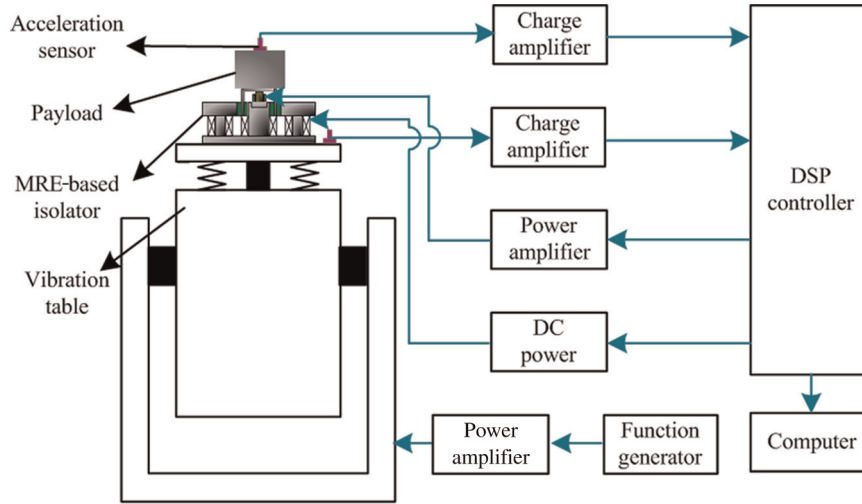 Acceleration
sensor
Payload
MRE-based
isolator
Vibration
table
Charge
amplifier
Charge
amplifier
Power
amplifier
DC
power
DSP
controller
Power
amplifier
Function
generator
Computer